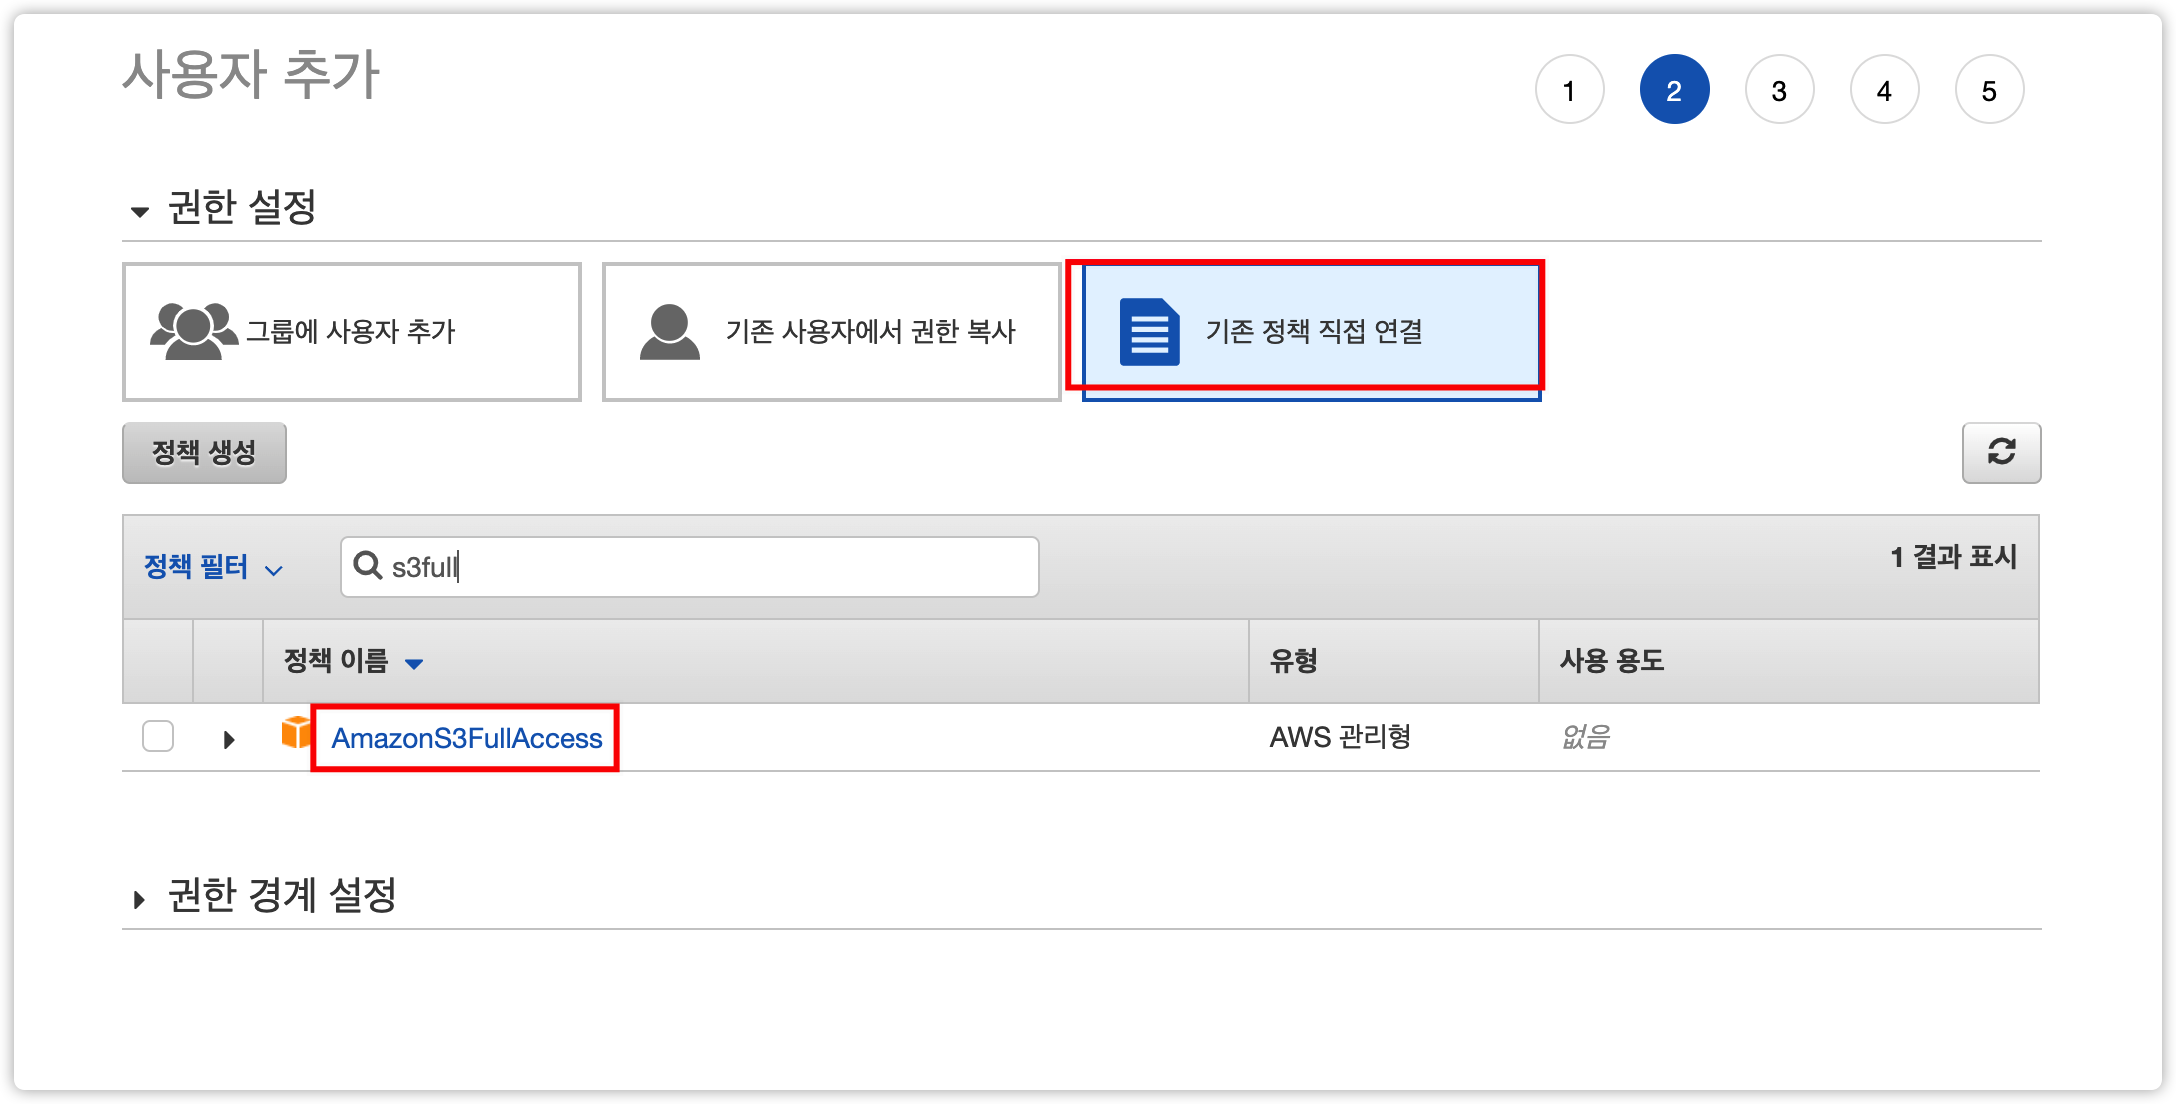 사용자 추가
1 2 3 4 5
권한 설정
그룹에 사용자 추가
기존 사용자에서 권한 복사
기존 정책 직접 연결
정책 생성
정책 필터
s3full
1 결과 표시
정책 이름 유형 사용 용도
AmazonS3FullAccess AWS 관리형 없음
권한 경계 설정